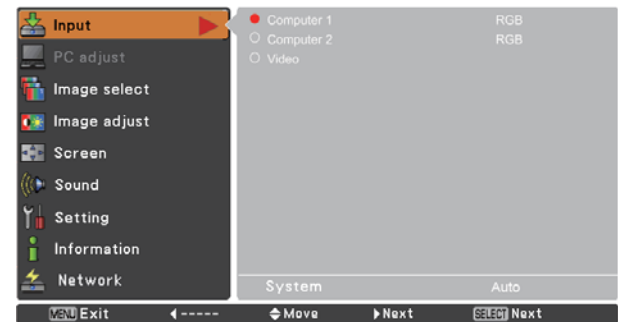 Input
PC adjust
Image select
Image adjust
Screen
Sound
Setting
Information
Network
Computer 1 RGB
Computer 2 RGB
Video
System Auto
MENU Exit ◀----- Move Next SELECT Next